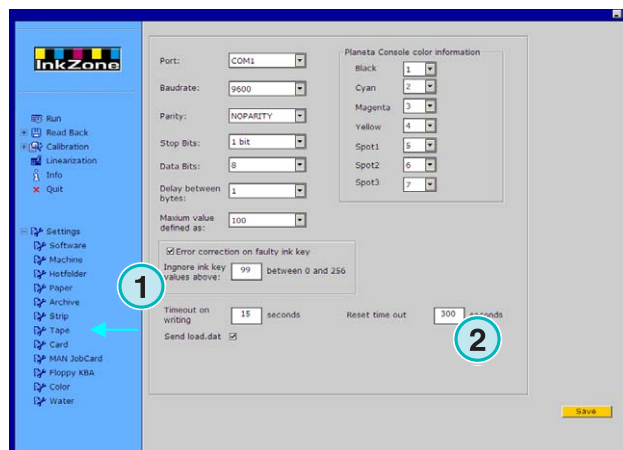 InkZone
Run
Read Back
Calibration
Linearization
Info
Quit
Settings
Software
Machine
Hotfolder
Paper
Archive
Strip
Tape
Card
MAN JobCard
Floppy KBA
Color
Water
1
Port: COM1
Baudrate: 9600
Parity: NOPARITY
Stop Bits: 1 bit
Data Bits: 8
Delay between bytes: 1
Maxium value defined as: 100
Planeta Console color information
Black 1
Cyan 2
Magenta 3
Yellow 4
Spot1 5
Spot2 6
Spot3 7
Error correction on faulty ink key
Ingnore ink key values above: 99 between 0 and 256
Timeout on writing 15 seconds
Reset time out 300 seconds
2
Send load.dat
Save